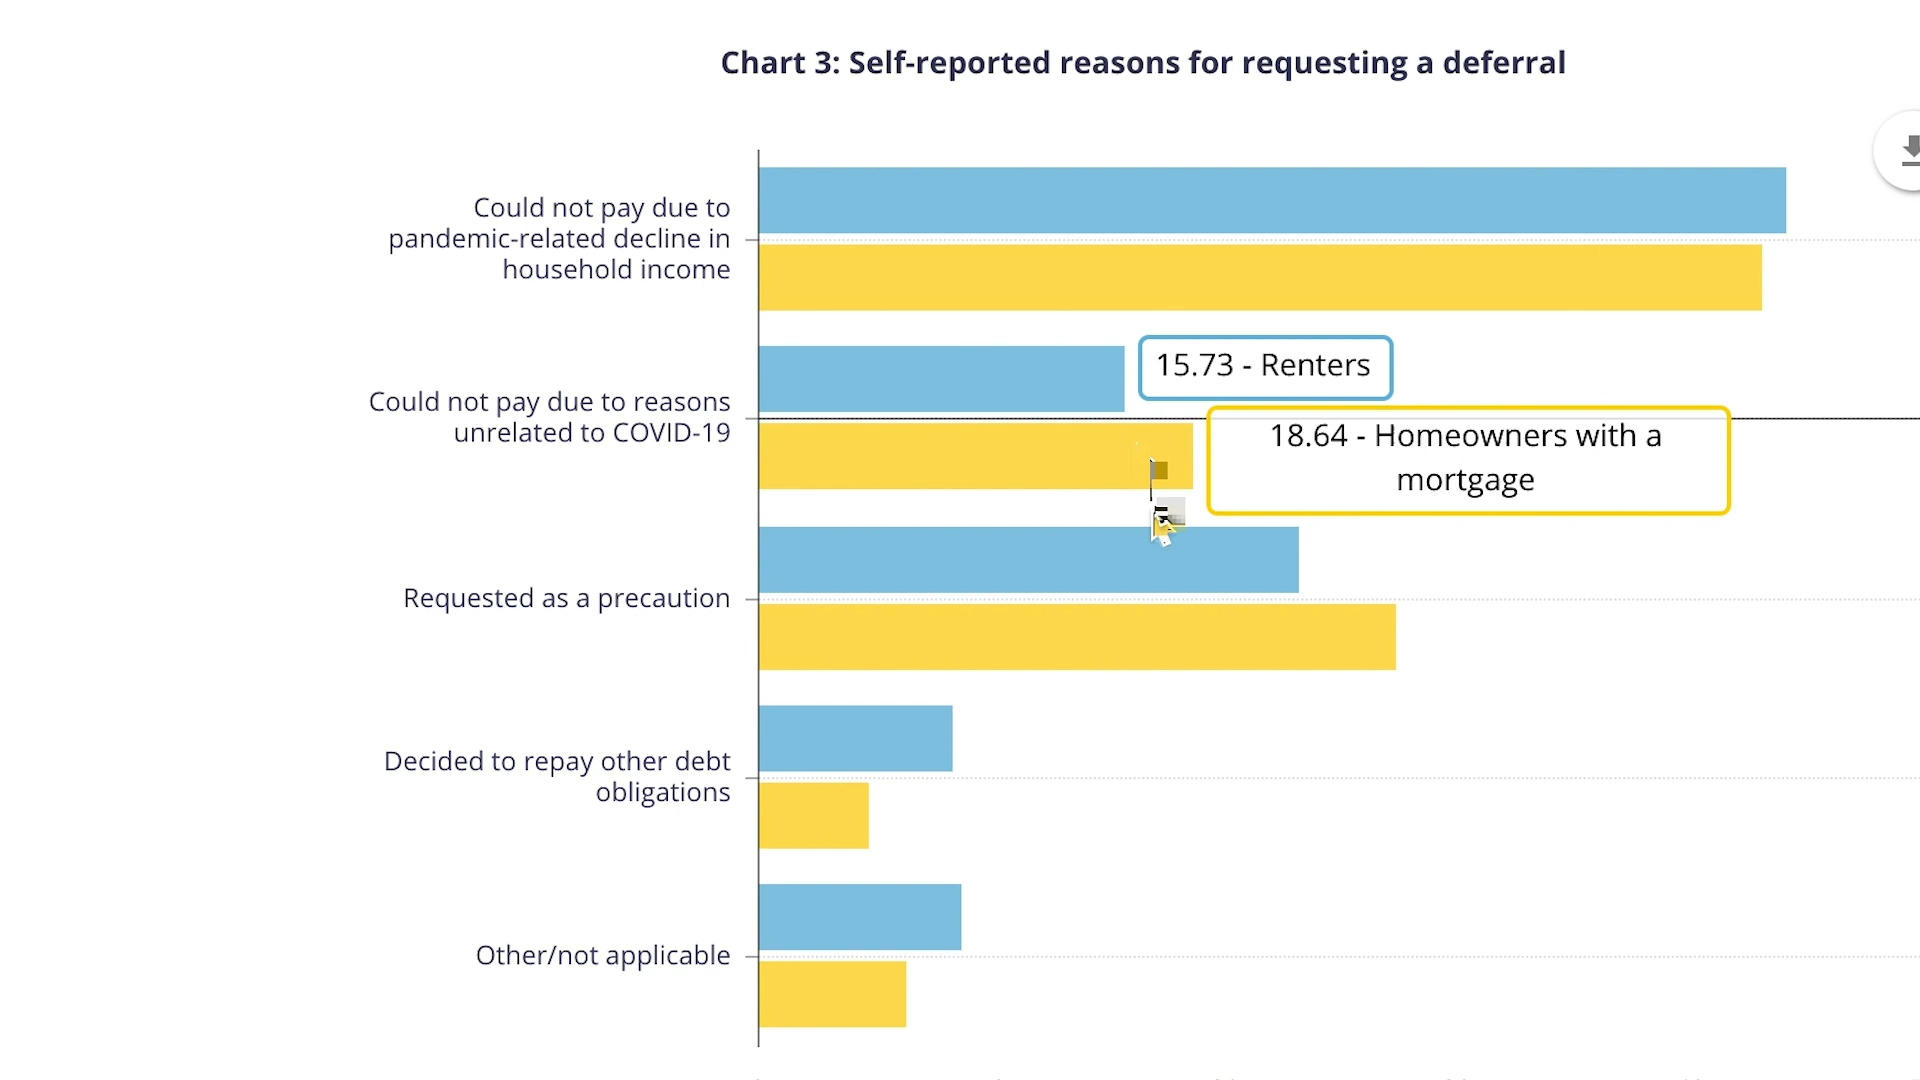 Chart 3: Self-reported reasons for requesting a deferral
Could not pay due to
pandemic-related decline in
household income
15.73 - Renters
Could not pay due to reasons
unrelated to COVID-19
18.64 - Homeowners with a
mortgage
Requested as a precaution
Decided to repay other debt
obligations
Other/not applicable